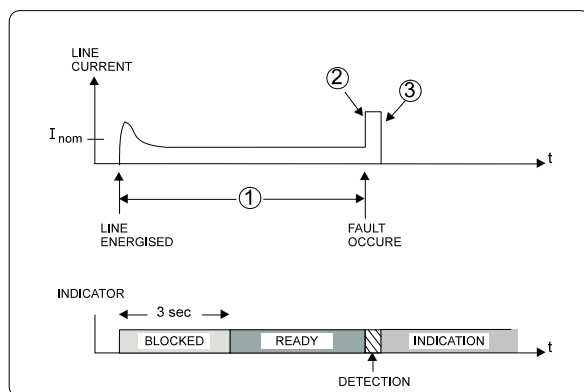 LINE
CURRENT
I nom
②
③
t
①
LINE
ENERGISED
FAULT
OCCURE
INDICATOR
3 sec
BLOCKED
READY
INDICATION
t
DETECTION